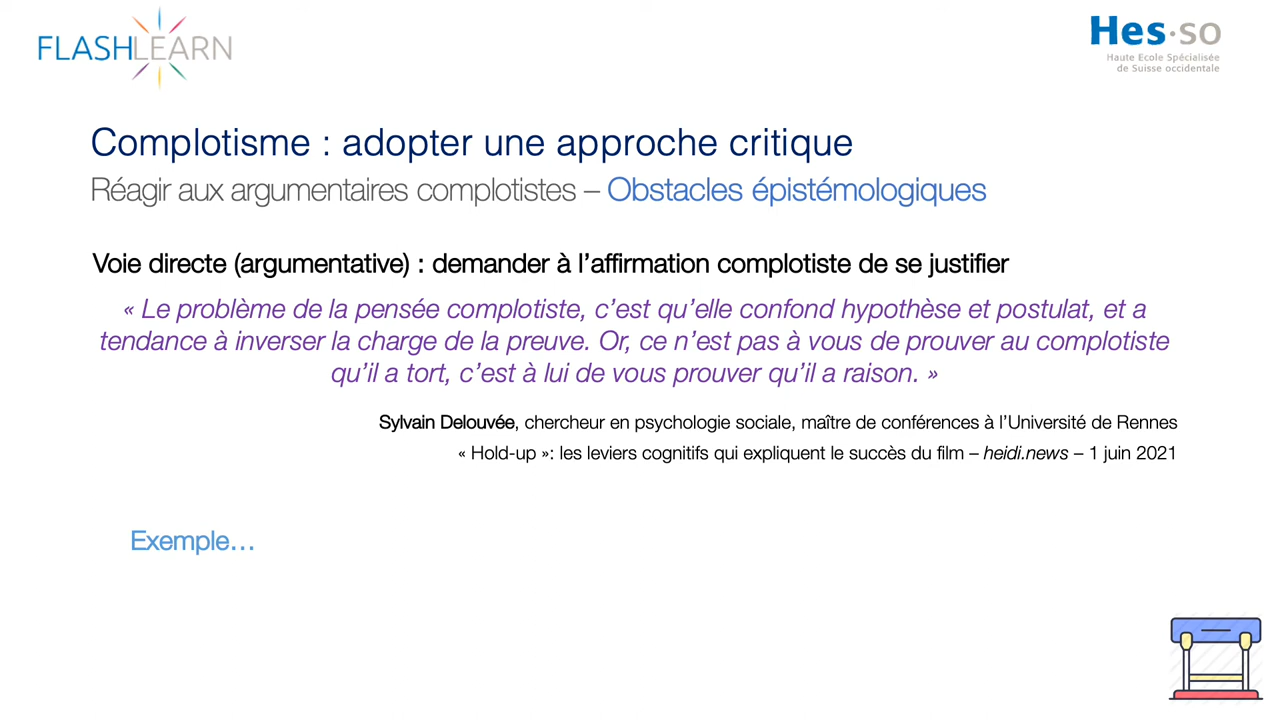 FLASHLEARN
Hes·so
Haute Ecole Spécialisée
de Suisse occidentale
Complotisme : adopter une approche critique
Réagir aux argumentaires complotistes – Obstacles épistémologiques
Voie directe (argumentative) : demander à l’affirmation complotiste de se justifier
« Le problème de la pensée complotiste, c’est qu’elle confond hypothèse et postulat, et a
tendance à inverser la charge de la preuve. Or, ce n’est pas à vous de prouver au complotiste
qu’il a tort, c’est à lui de vous prouver qu’il a raison. »
Sylvain Delouvée, chercheur en psychologie sociale, maître de conférences à l’Université de Rennes
« Hold-up »: les leviers cognitifs qui expliquent le succès du film – heidi.news – 1 juin 2021
Exemple…